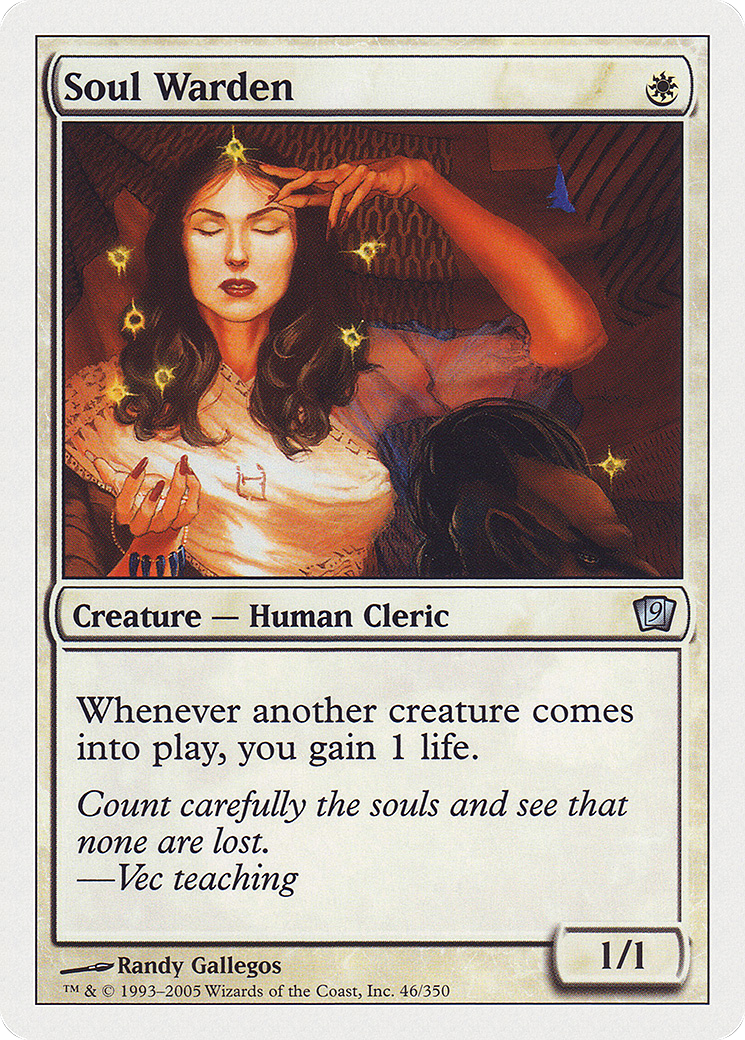 Soul Warden
Creature — Human Cleric
9
Whenever another creature comes
into play, you gain 1 life.
Count carefully the souls and see that
none are lost.
—Vec teaching
1/1
Randy Gallegos
™ & © 1993–2005 Wizards of the Coast, Inc. 46/350